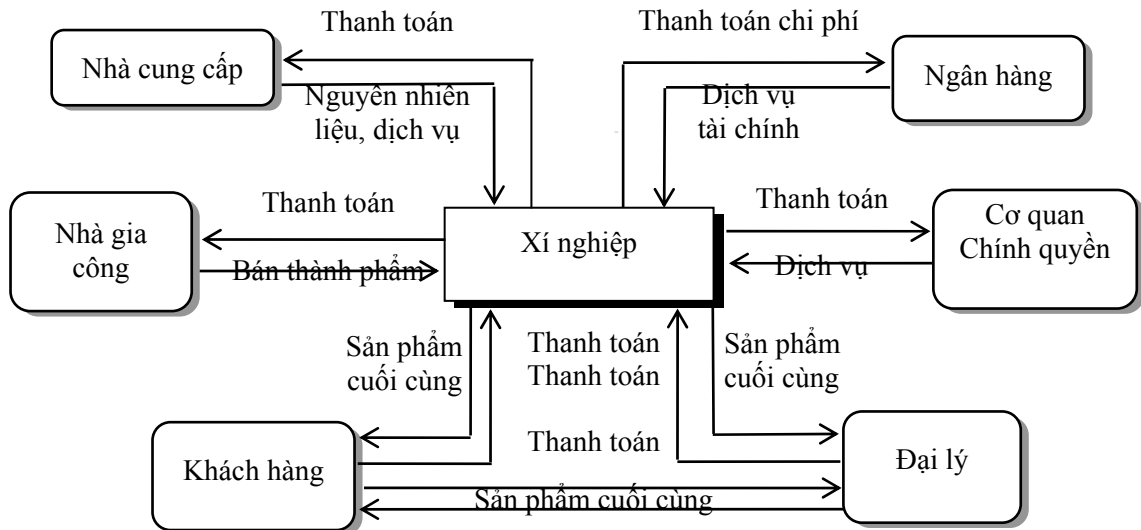 Thanh toán
Thanh toán chi phí
Nhà cung cấp
Ngân hàng
Nguyên nhiên
liệu, dịch vụ
Dịch vụ
tài chính
Thanh toán
Thanh toán
Nhà gia
công
Xí nghiệp
Cơ quan
Chính quyền
Bán thành phẩm
Dịch vụ
Sản phẩm
cuối cùng
Thanh toán
Thanh toán
Sản phẩm
cuối cùng
Khách hàng
Thanh toán
Đại lý
Sản phẩm cuối cùng